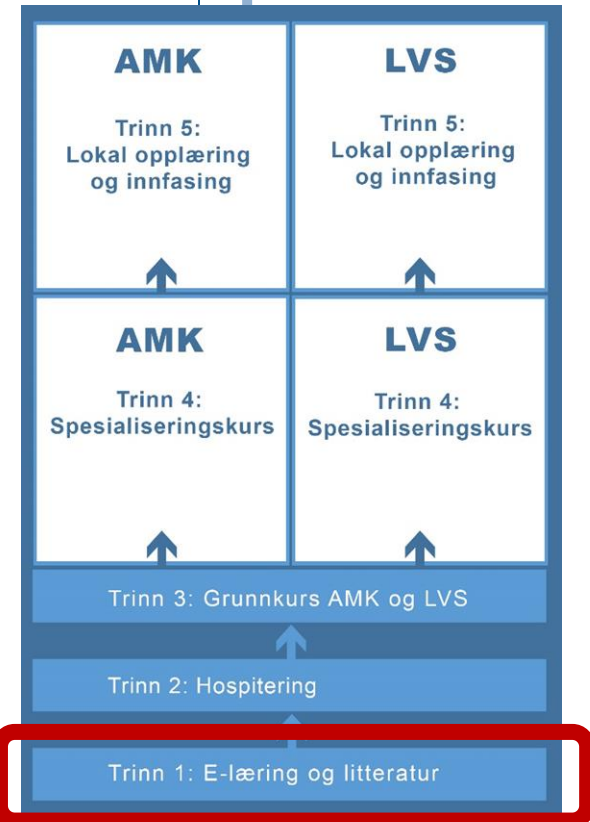 AMK
Trinn 5:
Lokal opplæring
og innfasing
LVS
Trinn 5:
Lokal opplæring
og innfasing
AMK
Trinn 4:
Spesialiseringskurs
LVS
Trinn 4:
Spesialiseringskurs
Trinn 3: Grunnkurs AMK og LVS
Trinn 2: Hospitering
Trinn 1: E-læring og litteratur